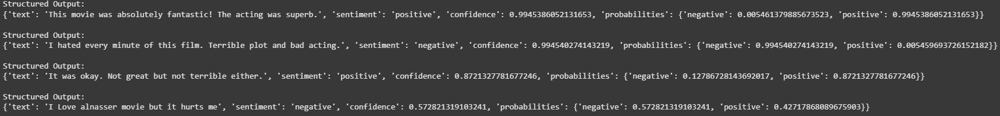 Structured Output:
{'text': 'This movie was absolutely fantastic! The acting was superb.', 'sentiment': 'positive', 'confidence': 0.9945386052131653, 'probabilities': {'negative': 0.005461379885673523, 'positive': 0.9945386052131653}}
Structured Output:
{'text': 'I hated every minute of this film. Terrible plot and bad acting.', 'sentiment': 'negative', 'confidence': 0.994540274143219, 'probabilities': {'negative': 0.994540274143219, 'positive': 0.005459693726152182}}
Structured Output:
{'text': 'It was okay. Not great but not terrible either.', 'sentiment': 'positive', 'confidence': 0.8721327781677246, 'probabilities': {'negative': 0.12786728143692017, 'positive': 0.8721327781677246}}
Structured Output:
{'text': 'I Love alnasser movie but it hurts me', 'sentiment': 'negative', 'confidence': 0.572821319103241, 'probabilities': {'negative': 0.572821319103241, 'positive': 0.42717868089675903}}